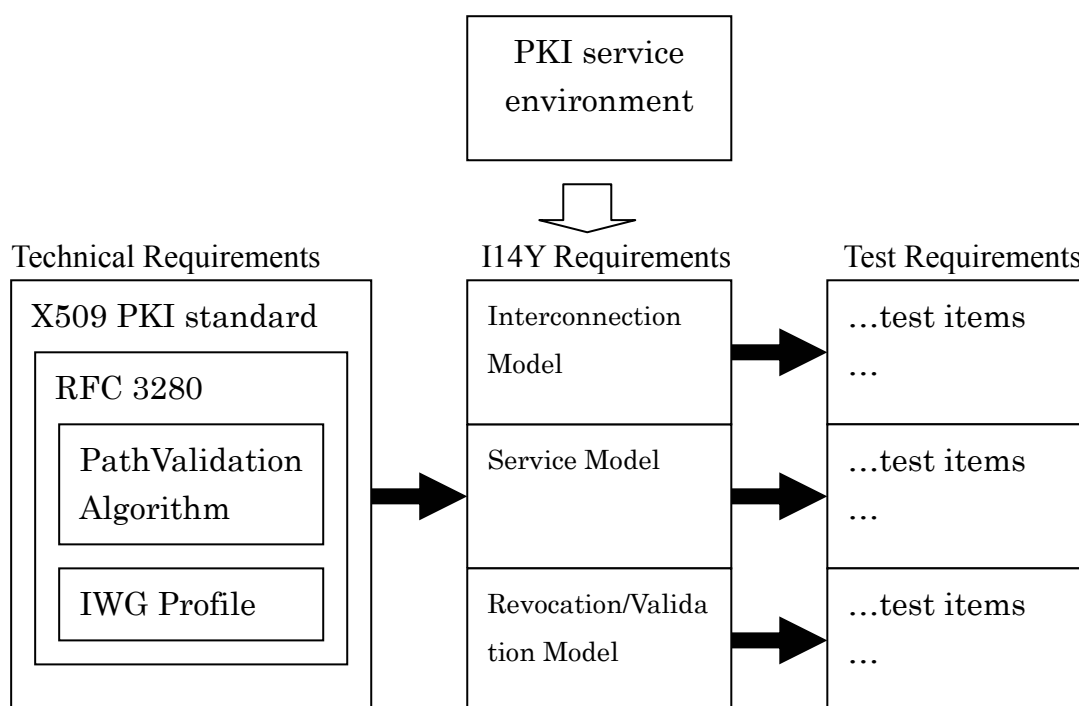 PKI service
environment
Technical Requirements
I14Y Requirements
Test Requirements
X509 PKI standard
RFC 3280
PathValidation
Algorithm
IWG Profile
Interconnection
Model
Service Model
Revocation/Valida
tion Model
…test items
…
…test items
…
…test items
…